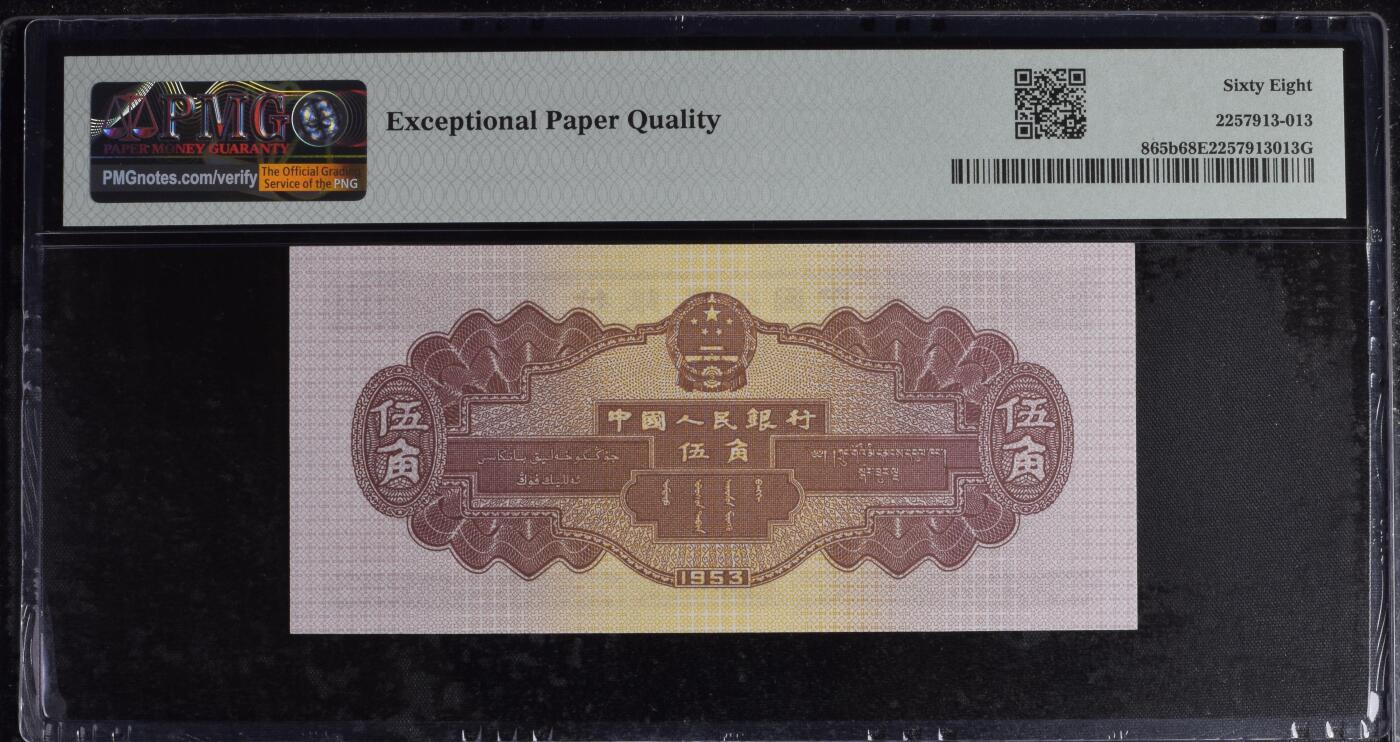 PMG
PAPER MONEY GUARANTY
PMGnotes.com/verify
The Official Grading
Service of the PNG
Exceptional Paper Quality
Sixty Eight
2257913-013
865b68E2257913013G
中國人民銀行
伍角
伍角
伍角
1953